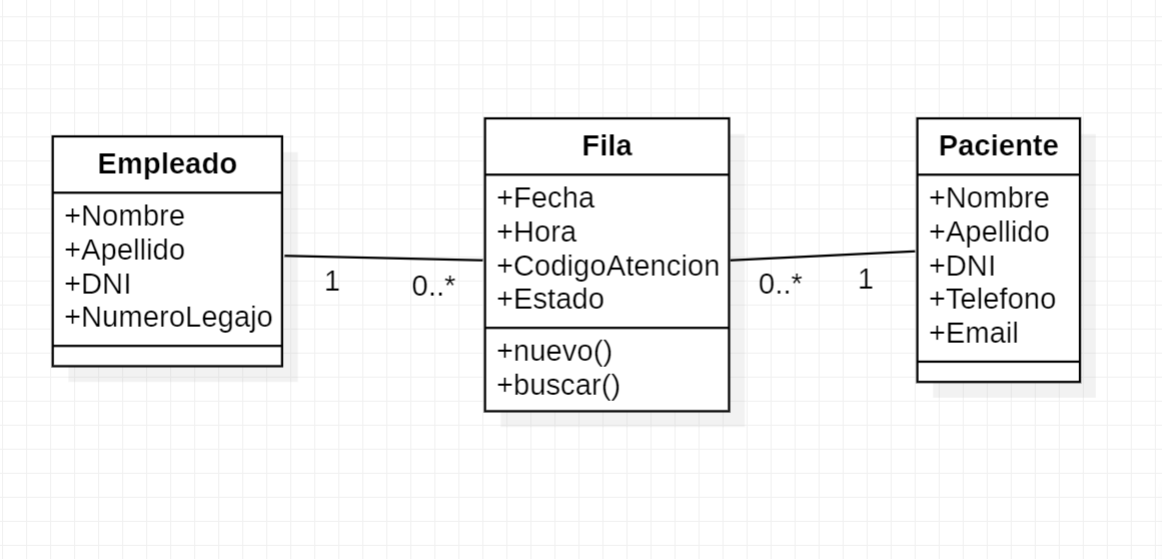 Empleado
+Nombre
+Apellido
+DNI
+NumeroLegajo
1
0..*
Fila
+Fecha
+Hora
+CodigoAtencion
+Estado
+nuevo()
+buscar()
0..*
1
Paciente
+Nombre
+Apellido
+DNI
+Telefono
+Email